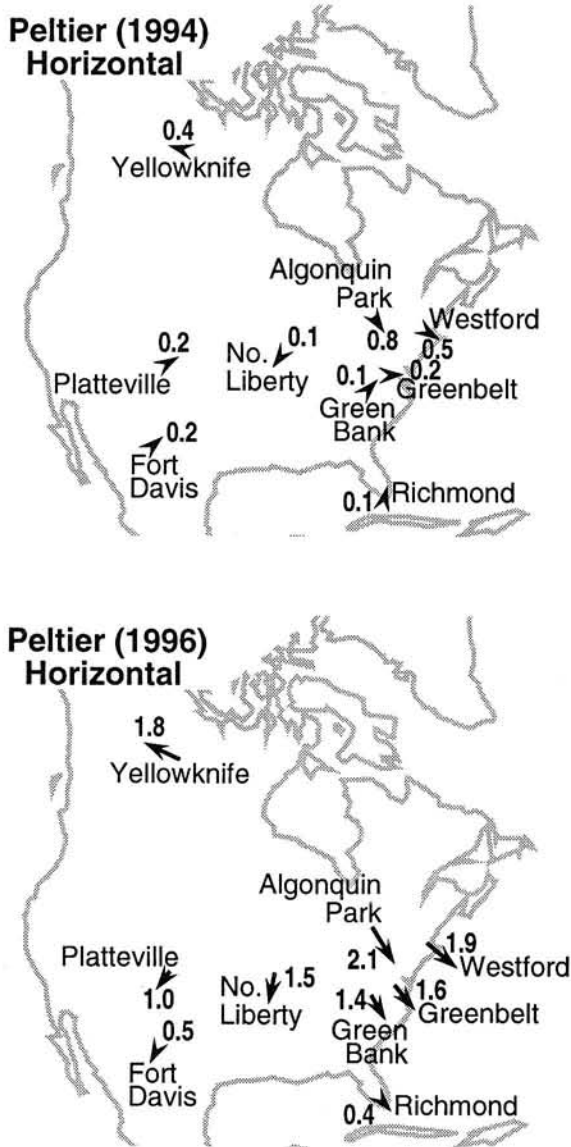 Peltier (1994)
Horizontal
0.4
Yellowknife
Algonquin
Park
0.8
Westford
0.5
0.2
Greenbelt
0.1
No.
Liberty
0.2
Platteville
0.1
Green
Bank
0.2
Fort
Davis
0.1
Richmond
Peltier (1996)
Horizontal
1.8
Yellowknife
Algonquin
Park
2.1
1.9
Westford
Platteville
1.0
No.
Liberty
1.5
1.4
Green
Bank
1.6
Greenbelt
0.5
Fort
Davis
0.4
Richmond